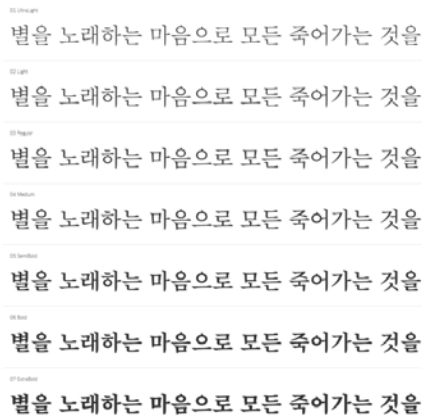 01 UltraLight
별을 노래하는 마음으로 모든 죽어가는 것을
02 Light
별을 노래하는 마음으로 모든 죽어가는 것을
03 Regular
별을 노래하는 마음으로 모든 죽어가는 것을
04 Medium
별을 노래하는 마음으로 모든 죽어가는 것을
05 SemiBold
별을 노래하는 마음으로 모든 죽어가는 것을
06 Bold
별을 노래하는 마음으로 모든 죽어가는 것을
07 ExtraBold
별을 노래하는 마음으로 모든 죽어가는 것을